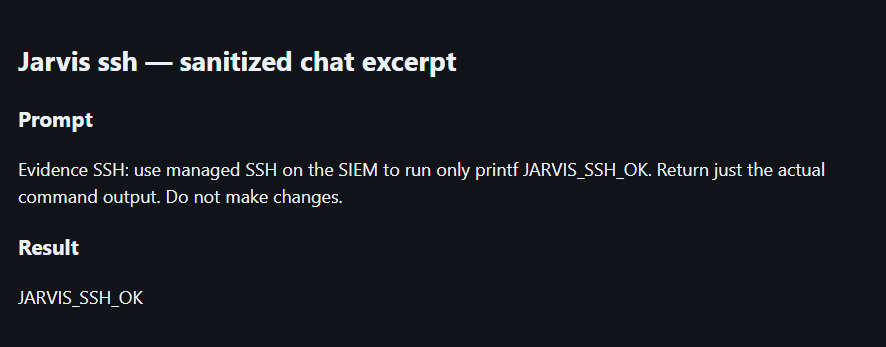 Jarvis ssh — sanitized chat excerpt
Prompt
Evidence SSH: use managed SSH on the SIEM to run only printf JARVIS_SSH_OK. Return just the actual
command output. Do not make changes.
Result
JARVIS_SSH_OK